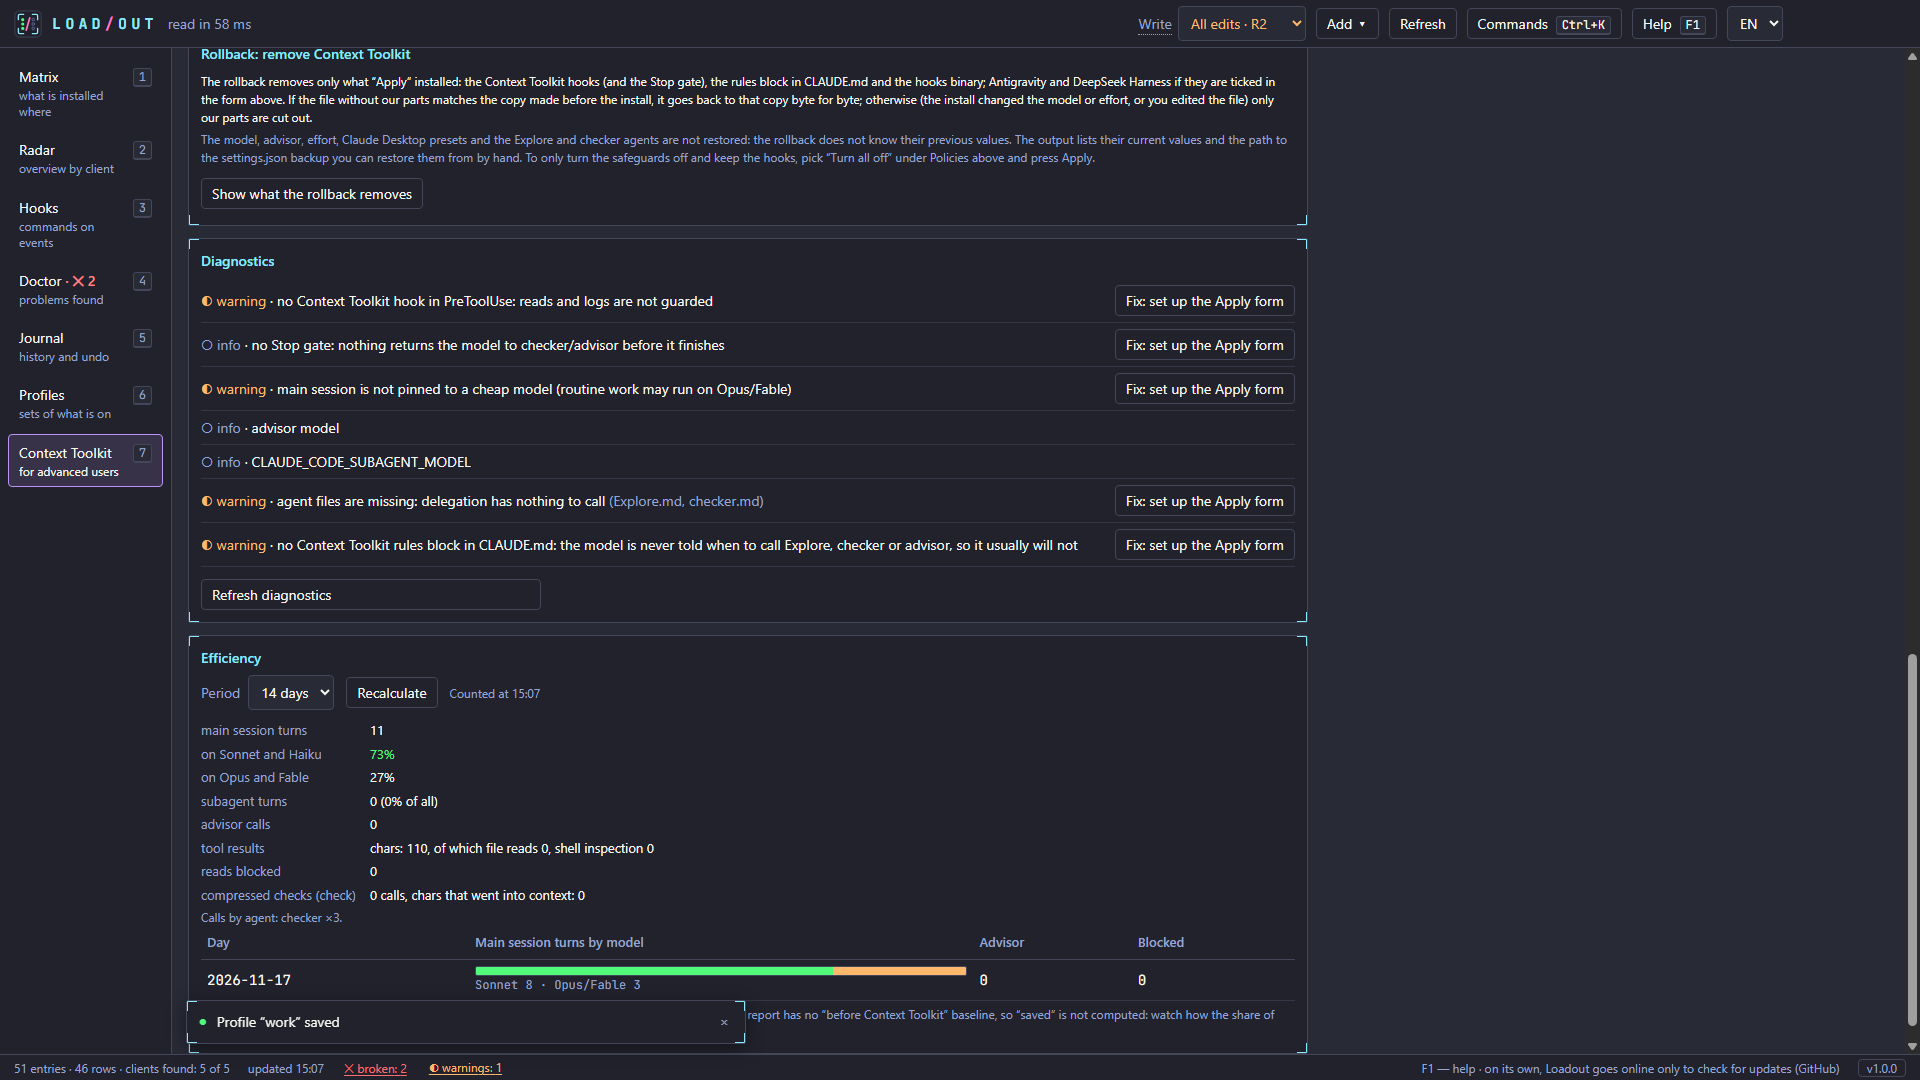 LOAD/OUT read in 58 ms
Write All edits · R2 Add ▾ Refresh Commands Ctrl+K Help F1 EN
Matrix 1
what is installed
where
Radar 2
overview by client
Hooks 3
commands on
events
Doctor · ✕ 2 4
problems found
Journal 5
history and undo
Profiles 6
sets of what is on
Context Toolkit 7
for advanced users
Rollback: remove Context Toolkit
The rollback removes only what “Apply” installed: the Context Toolkit hooks (and the Stop gate), the rules block in CLAUDE.md and the hooks binary; Antigravity and DeepSeek Harness if they are ticked in
the form above. If the file without our parts matches the copy made before the install, it goes back to that copy byte for byte; otherwise (the install changed the model or effort, or you edited the file) only
our parts are cut out.
The model, advisor, effort, Claude Desktop presets and the Explore and checker agents are not restored: the rollback does not know their previous values. The output lists their current values and the path to
the settings.json backup you can restore them from by hand. To only turn the safeguards off and keep the hooks, pick “Turn all off” under Policies above and press Apply.
Show what the rollback removes
Diagnostics
warning · no Context Toolkit hook in PreToolUse: reads and logs are not guarded Fix: set up the Apply form
info · no Stop gate: nothing returns the model to checker/advisor before it finishes Fix: set up the Apply form
warning · main session is not pinned to a cheap model (routine work may run on Opus/Fable) Fix: set up the Apply form
info · advisor model
info · CLAUDE_CODE_SUBAGENT_MODEL
warning · agent files are missing: delegation has nothing to call (Explore.md, checker.md) Fix: set up the Apply form
warning · no Context Toolkit rules block in CLAUDE.md: the model is never told when to call Explore, checker or advisor, so it usually will not Fix: set up the Apply form
Refresh diagnostics
Efficiency
Period 14 days Recalculate Counted at 15:07
main session turns 11
on Sonnet and Haiku 73%
on Opus and Fable 27%
subagent turns 0 (0% of all)
advisor calls 0
tool results chars: 110, of which file reads 0, shell inspection 0
reads blocked 0
compressed checks (check) 0 calls, chars that went into context: 0
Calls by agent: checker ×3.
Day Main session turns by model Advisor Blocked
2026-11-17 Sonnet 8 · Opus/Fable 3 0 0
report has no “before Context Toolkit” baseline, so “saved” is not computed: watch how the share of
Profile “work” saved ×
51 entries · 46 rows · clients found: 5 of 5 updated 15:07 ✕ broken: 2 warnings: 1
F1 — help · on its own, Loadout goes online only to check for updates (GitHub) v1.0.0